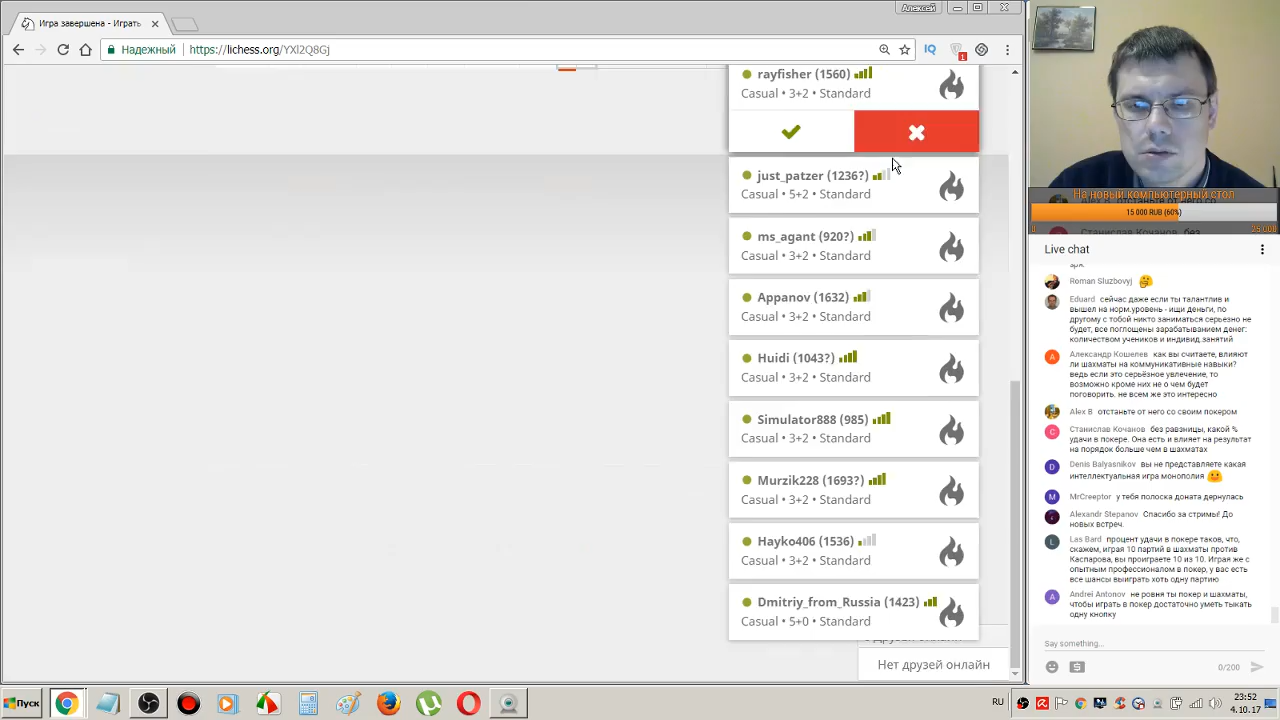 Алексей
Игра завершена - Играть
Надежный
https://lichess.org/YXl2Q8Gj
IQ
1
rayfisher (1560)
Casual • 3+2 • Standard
just_patzer (1236?)
Casual • 5+2 • Standard
ms_agant (920?)
Casual • 3+2 • Standard
Appanov (1632)
Casual • 3+2 • Standard
Huidi (1043?)
Casual • 3+2 • Standard
Simulator888 (985)
Casual • 3+2 • Standard
Murzik228 (1693?)
Casual • 3+2 • Standard
Hayko406 (1536)
Casual • 3+2 • Standard
Dmitriy_from_Russia (1423)
Casual • 5+0 • Standard
Нет друзей онлайн
На новый компьютерный стол
15 000 RUB (60%)
0
25 000
Live chat
Roman Sluzbovyj
Eduard сейчас даже если ты талантлив и
вышел на норм.уровень - ищи деньги, по
другому с тобой никто заниматься серьезно не
будет, все поглощены зарабатыванием денег:
количеством учеников и индивид.занятий
Александр Кошелев как вы считаете, влияют
ли шахматы на коммуникативные навыки?
ведь если это серьёзное увлечение, то
возможно кроме них не о чем будет
поговорить. не всем же это интересно
Alex B отстаньте от него со своим покером
Станислав Кочанов без равзницы, какой %
удачи в покере. Она есть и влияет на результат
на порядок больше чем в шахматах
Denis Balyasnikov вы не представляете какая
интеллектуальная игра монополия
MrCreeptor у тебя полоска доната дернулась
Alexandr Stepanov Спасибо за стримы! До
новых встреч.
Las Bard процент удачи в покере таков, что,
скажем, играя 10 партий в шахматы против
Каспарова, вы проиграете 10 из 10. Играя же с
опытным профессионалом в покер, у вас есть
все шансы выиграть хоть одну партию
Andrei Antonov не ровня ты покер и шахматы,
чтобы играть в покер достаточно уметь тыкать
одну кнопку
Say something...
0/200
Пуск
RU
23:52
4.10.17